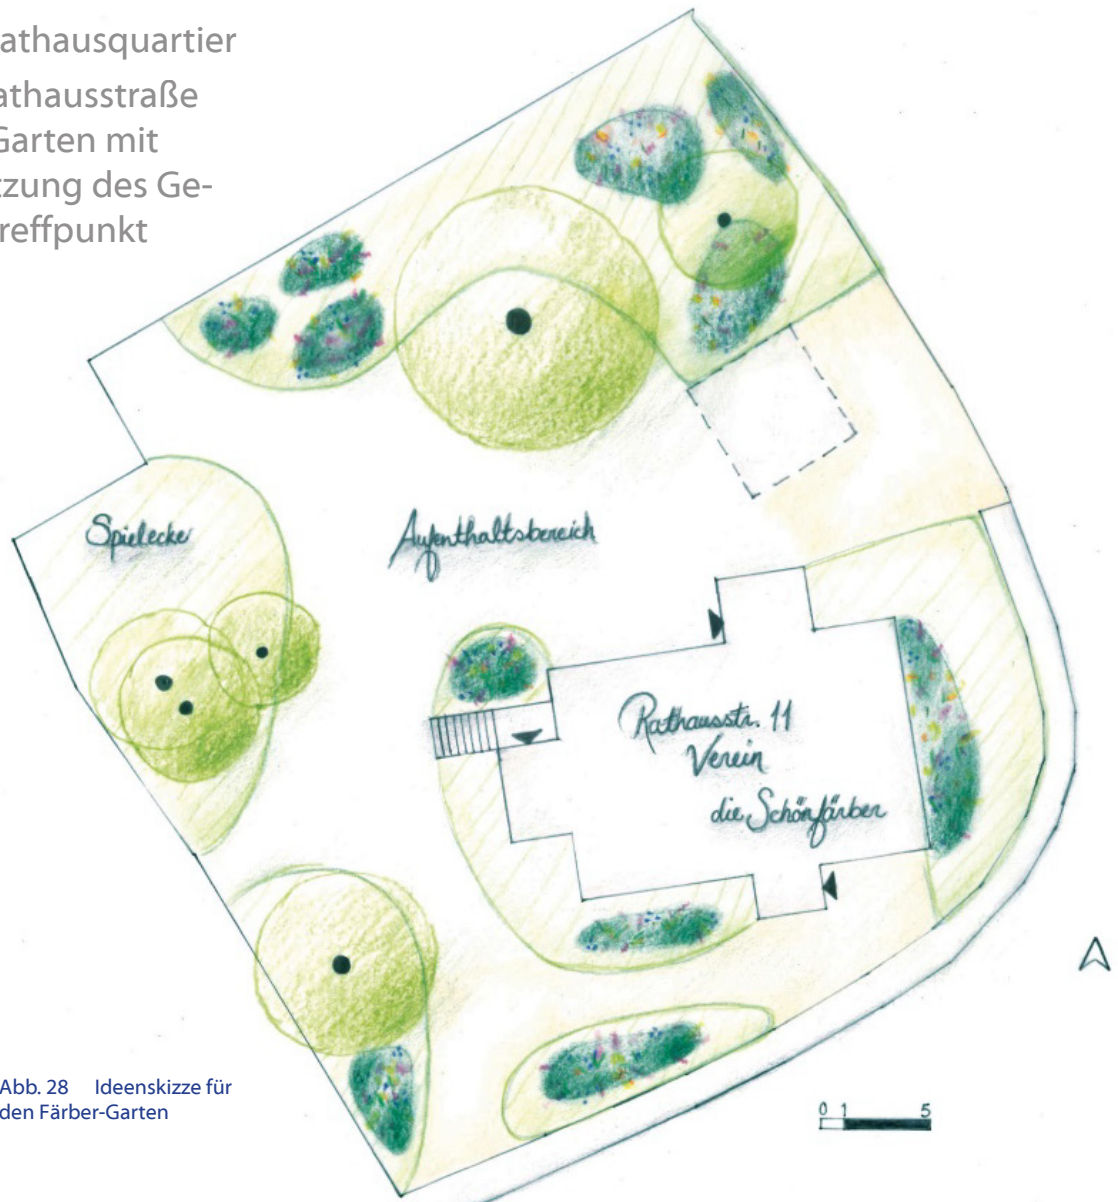 athausquartier
athausstraße
Garten mit
tzung des Ge-
reffpunkt
Spielecke
Aufenthaltsbereich
Rathausstr. 11
Verein
die Schönfärber
Abb. 28 Ideenskizze für
den Färber-Garten
0 1 5